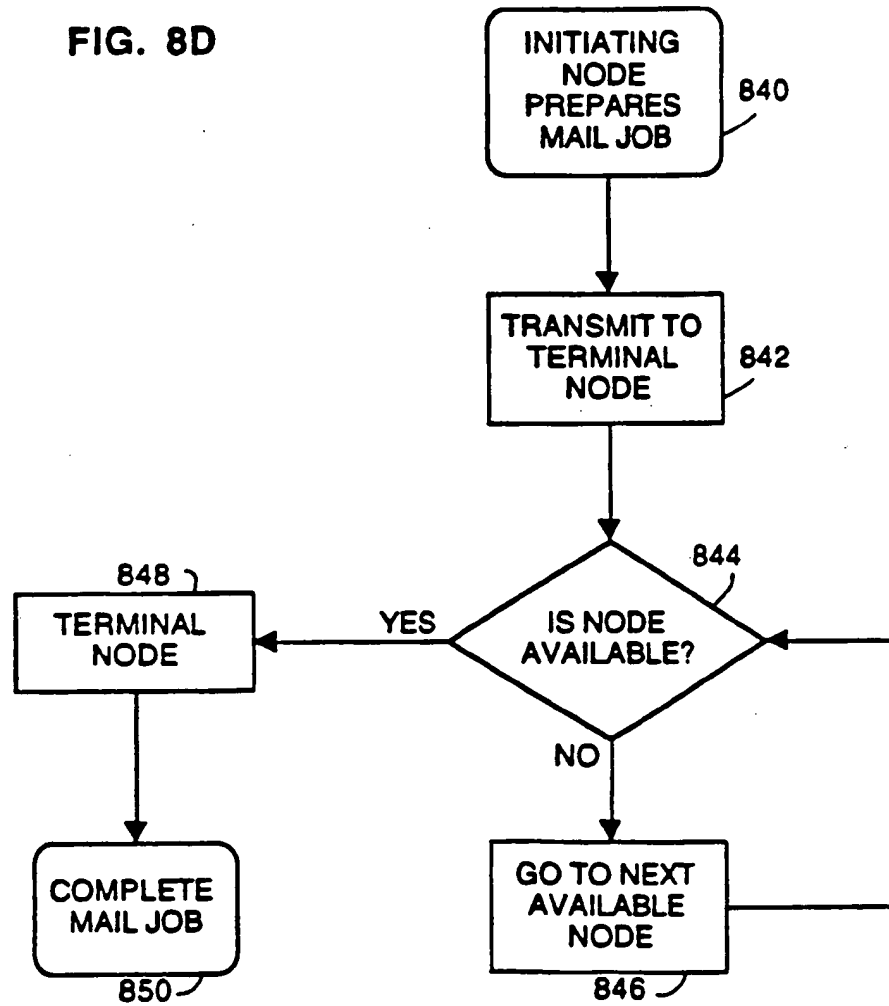 FIG. 8D
INITIATING
NODE
PREPARES
MAIL JOB
840
TRANSMIT TO
TERMINAL
NODE
842
844
IS NODE
AVAILABLE?
YES
NO
848
TERMINAL
NODE
COMPLETE
MAIL JOB
850
GO TO NEXT
AVAILABLE
NODE
846